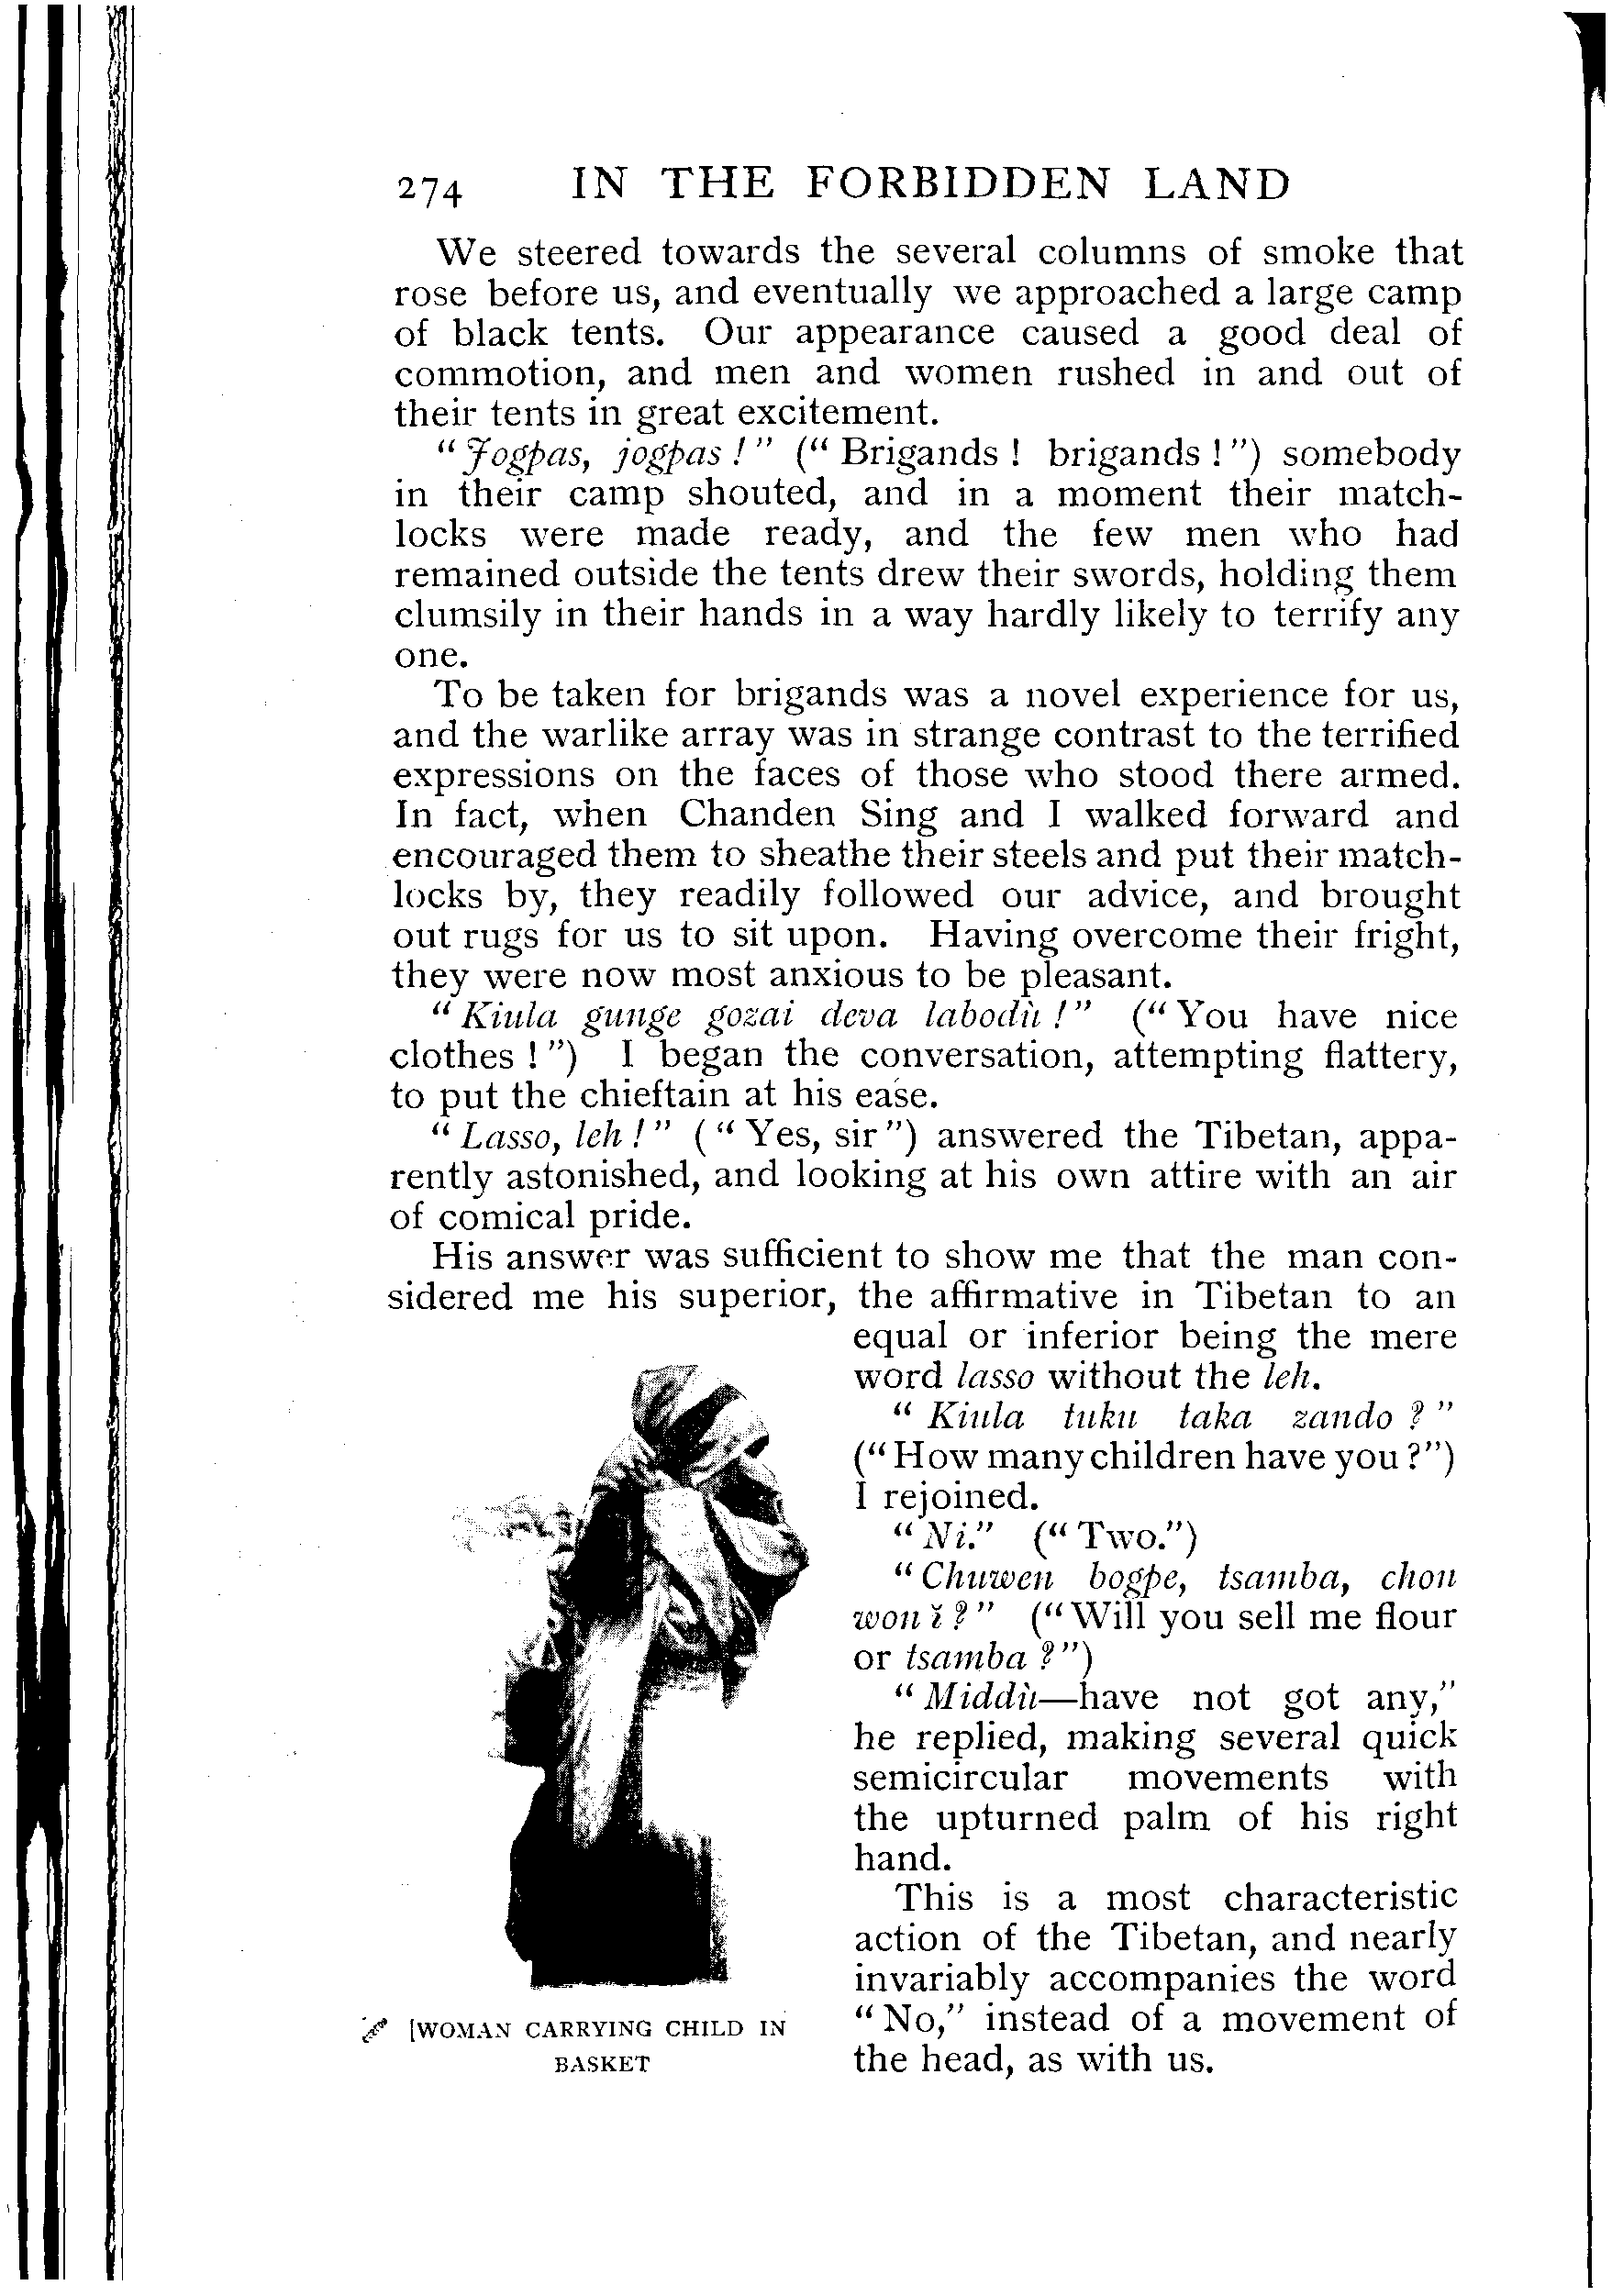 274 IN THE FORBIDDEN LAND
We steered towards the several columns of smoke that
rose before us, and eventually we approached a large camp
of black tents. Our appearance caused a good deal of
commotion, and men and women rushed in and out of
their tents in great excitement.
“Jogpas, jogpas!” (“Brigands! brigands!”) somebody
in their camp shouted, and in a moment their match-
locks were made ready, and the few men who had
remained outside the tents drew their swords, holding them
clumsily in their hands in a way hardly likely to terrify any
one.
To be taken for brigands was a novel experience for us,
and the warlike array was in strange contrast to the terrified
expressions on the faces of those who stood there armed.
In fact, when Chanden Sing and I walked forward and
encouraged them to sheathe their steels and put their match-
locks by, they readily followed our advice, and brought
out rugs for us to sit upon. Having overcome their fright,
they were now most anxious to be pleasant.
“Kiula gunge gozai deva labodù!” (“You have nice
clothes!”) I began the conversation, attempting flattery,
to put the chieftain at his ease.
“Lasso, leh!” (“Yes, sir”) answered the Tibetan, appa-
rently astonished, and looking at his own attire with an air
of comical pride.
His answer was sufficient to show me that the man con-
sidered me his superior, the affirmative in Tibetan to an
equal or inferior being the mere
word lasso without the leh.
“Kiula tuku taka zando?”
(“How many children have you?”)
I rejoined.
“Ni.” (“Two.”)
“Chuwen bogpe, tsamba, chou
won ĭ?” (“Will you sell me flour
or tsamba?”)
“Middù—have not got any,”
he replied, making several quick
semicircular movements with
the upturned palm of his right
hand.
This is a most characteristic
action of the Tibetan, and nearly
invariably accompanies the word
“No,” instead of a movement of
the head, as with us.
[WOMAN CARRYING CHILD IN
BASKET